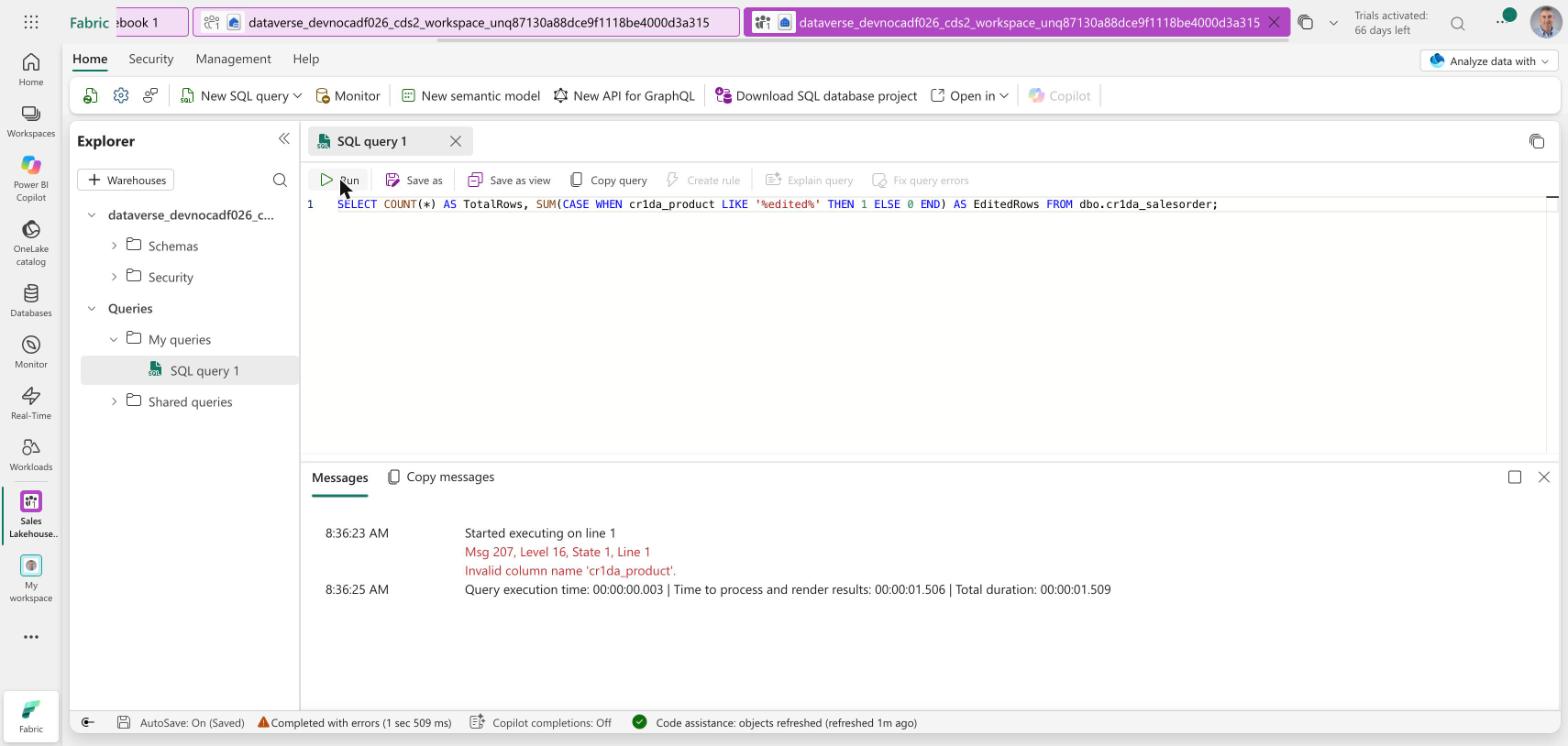 Fabric
ebook 1
dataverse_devnocadf026_cds2_workspace_unq87130a88dce9f1118be4000d3a315
dataverse_devnocadf026_cds2_workspace_unq87130a88dce9f1118be4000d3a315
Trials activated:
66 days left
Home
Security
Management
Help
Analyze data with
SQL
New SQL query
Monitor
New semantic model
New API for GraphQL
Download SQL database project
Open in
Copilot
Home
Workspaces
Power BI
Copilot
OneLake
catalog
Databases
Monitor
Real-Time
Workloads
Sales
Lakehouse..
My
workspace
Fabric
Explorer
Warehouses
dataverse_devnocadf026_c...
Schemas
Security
Queries
My queries
SQL query 1
Shared queries
SQL query 1
Run
Save as
Save as view
Copy query
Create rule
Explain query
Fix query errors
1 SELECT COUNT(*) AS TotalRows, SUM(CASE WHEN cr1da_product LIKE '%edited%' THEN 1 ELSE 0 END) AS EditedRows FROM dbo.cr1da_salesorder;
Messages
Copy messages
8:36:23 AM Started executing on line 1
Msg 207, Level 16, State 1, Line 1
Invalid column name 'cr1da_product'.
8:36:25 AM Query execution time: 00:00:00.003 | Time to process and render results: 00:00:01.506 | Total duration: 00:00:01.509
AutoSave: On (Saved)
Completed with errors (1 sec 509 ms)
Copilot completions: Off
Code assistance: objects refreshed (refreshed 1m ago)